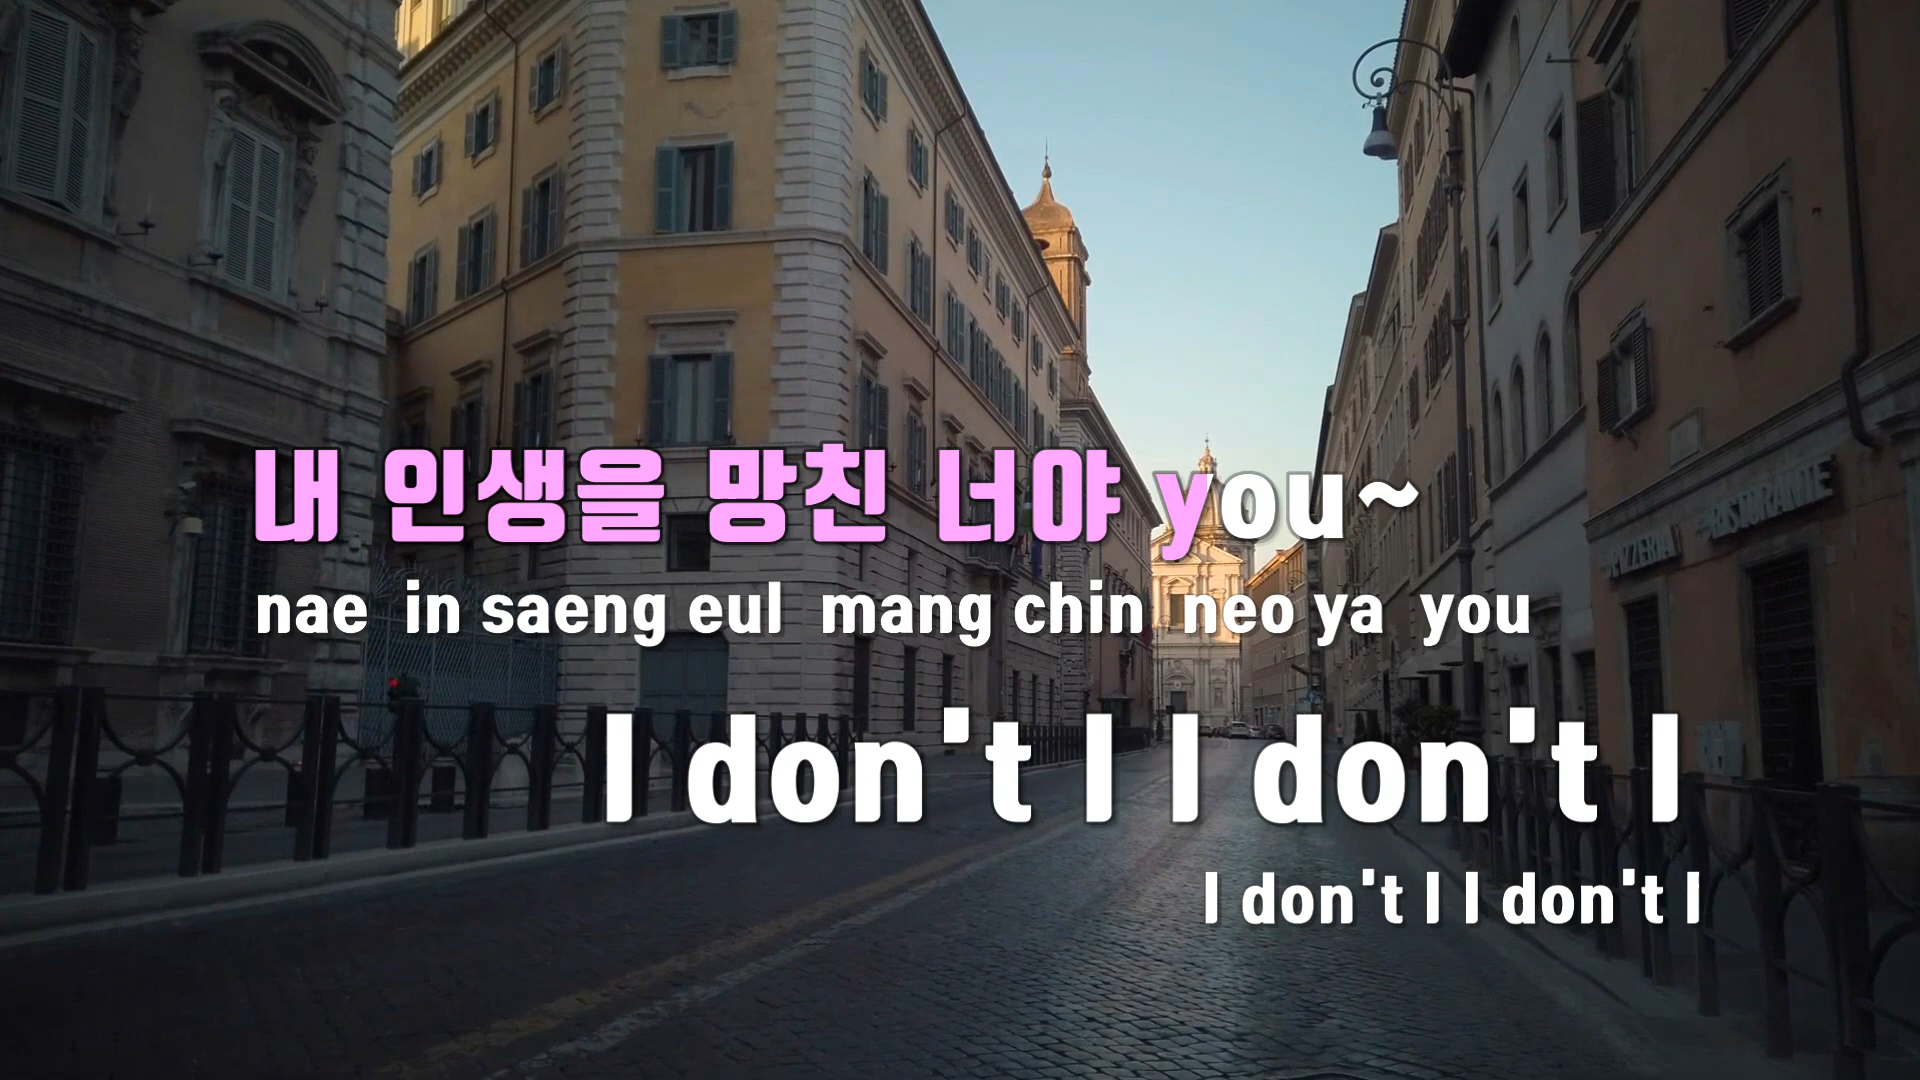 내 인생을 망친 너야 you~
nae in saeng eul mang chin neo ya you
I don't I I don't I
I don't I I don't I
RISTORANTE
PIZZERIA